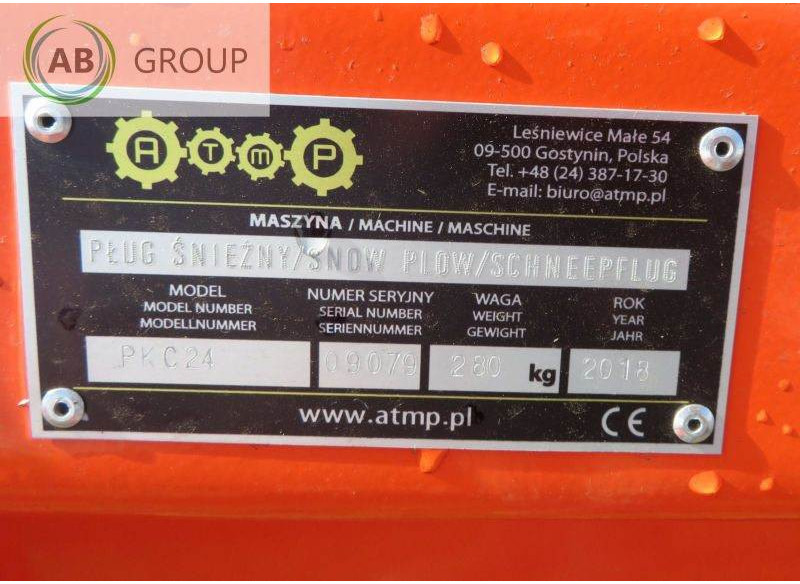 AB GROUP
ATMP
Leśniewice Małe 54
09-500 Gostynin, Polska
Tel. +48 (24) 387-17-30
E-mail: biuro@atmp.pl
MASZYNA / MACHINE / MASCHINE
PŁUG ŚNIEŻNY/SNOW PLOW/SCHNEEPFLUG
MODEL
MODEL NUMBER
MODELLNUMMER
PKC24
NUMER SERYJNY
SERIAL NUMBER
SERIENNUMMER
09079
WAGA
WEIGHT
GEWIGHT
280 kg
ROK
YEAR
JAHR
2018
www.atmp.pl
CE